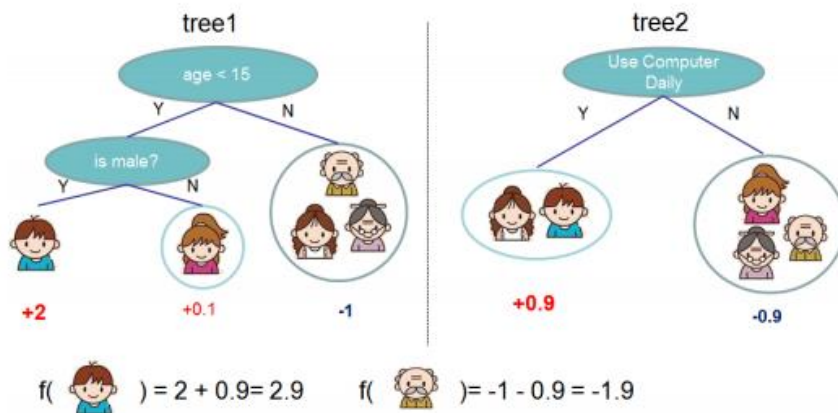 tree1
tree2
age < 15
Use Computer
Daily
Y
N
Y
N
is male?
Y
N
+2
+0.1
-1
+0.9
-0.9
f( ) = 2 + 0.9= 2.9
f( )= -1 - 0.9 = -1.9